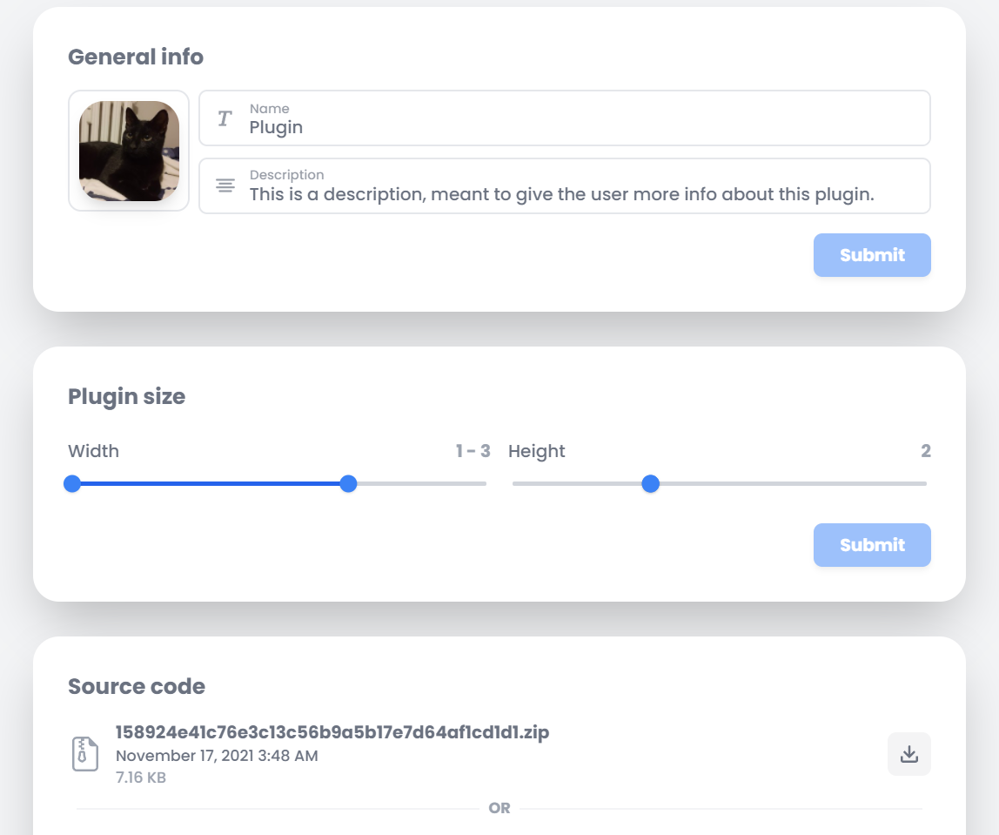 General info
Name
Plugin
Description
This is a description, meant to give the user more info about this plugin.
Submit
Plugin size
Width 1 - 3 Height 2
Submit
Source code
158924e41c76e3c13c56b9a5b17e7d64af1cd1d1.zip
November 17, 2021 3:48 AM
7.16 KB
OR